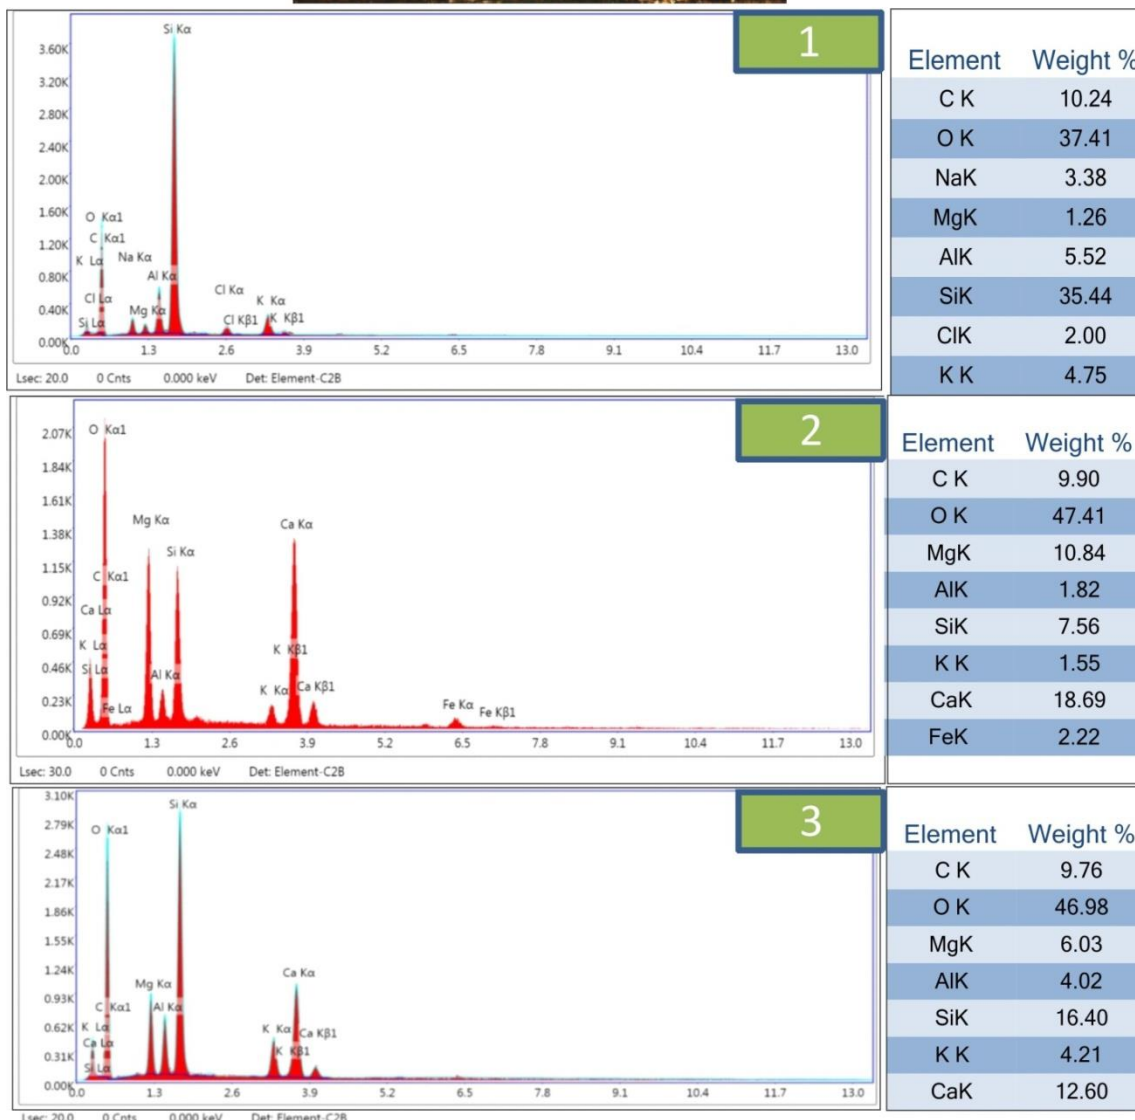 1
Si Kα
3.60K
3.20K
2.80K
2.40K
2.00K
1.60K
1.20K
0.80K
0.40K
0.00K
O Kα1
C Kα1
K Lα
Na Kα
Al Kα
Cl Lα
Mg Kα
Si Lα
Cl Kα
Cl Kβ1
K Kα
K Kβ1
0.0 1.3 2.6 3.9 5.2 6.5 7.8 9.1 10.4 11.7 13.0
Lsec: 20.0 0 Cnts 0.000 keV Det: Element-C2B
Element Weight %
C K 10.24
O K 37.41
NaK 3.38
MgK 1.26
AlK 5.52
SiK 35.44
ClK 2.00
K K 4.75
2
2.07K
1.84K
1.61K
1.38K
1.15K
0.92K
0.69K
0.46K
0.23K
0.00K
O Kα1
Mg Kα
Si Kα
Ca Kα
C Kα1
Ca Lα
K Lα
Si Lα
Al Kα
Fe Lα
K Kβ1
K Kα
Ca Kβ1
Fe Kα
Fe Kβ1
0.0 1.3 2.6 3.9 5.2 6.5 7.8 9.1 10.4 11.7 13.0
Lsec: 30.0 0 Cnts 0.000 keV Det: Element-C2B
Element Weight %
C K 9.90
O K 47.41
MgK 10.84
AlK 1.82
SiK 7.56
K K 1.55
CaK 18.69
FeK 2.22
3
3.10K
2.79K
2.48K
2.17K
1.86K
1.55K
1.24K
0.93K
0.62K
0.31K
0.00K
Si Kα
O Kα1
Mg Kα
Ca Kα
C Kα1
Al Kα
K Lα
Ca Lα
Si Lα
K Kα
Ca Kβ1
K Kβ1
0.0 1.3 2.6 3.9 5.2 6.5 7.8 9.1 10.4 11.7 13.0
Lsec: 20.0 0 Cnts 0.000 keV Det: Element-C2B
Element Weight %
C K 9.76
O K 46.98
MgK 6.03
AlK 4.02
SiK 16.40
K K 4.21
CaK 12.60